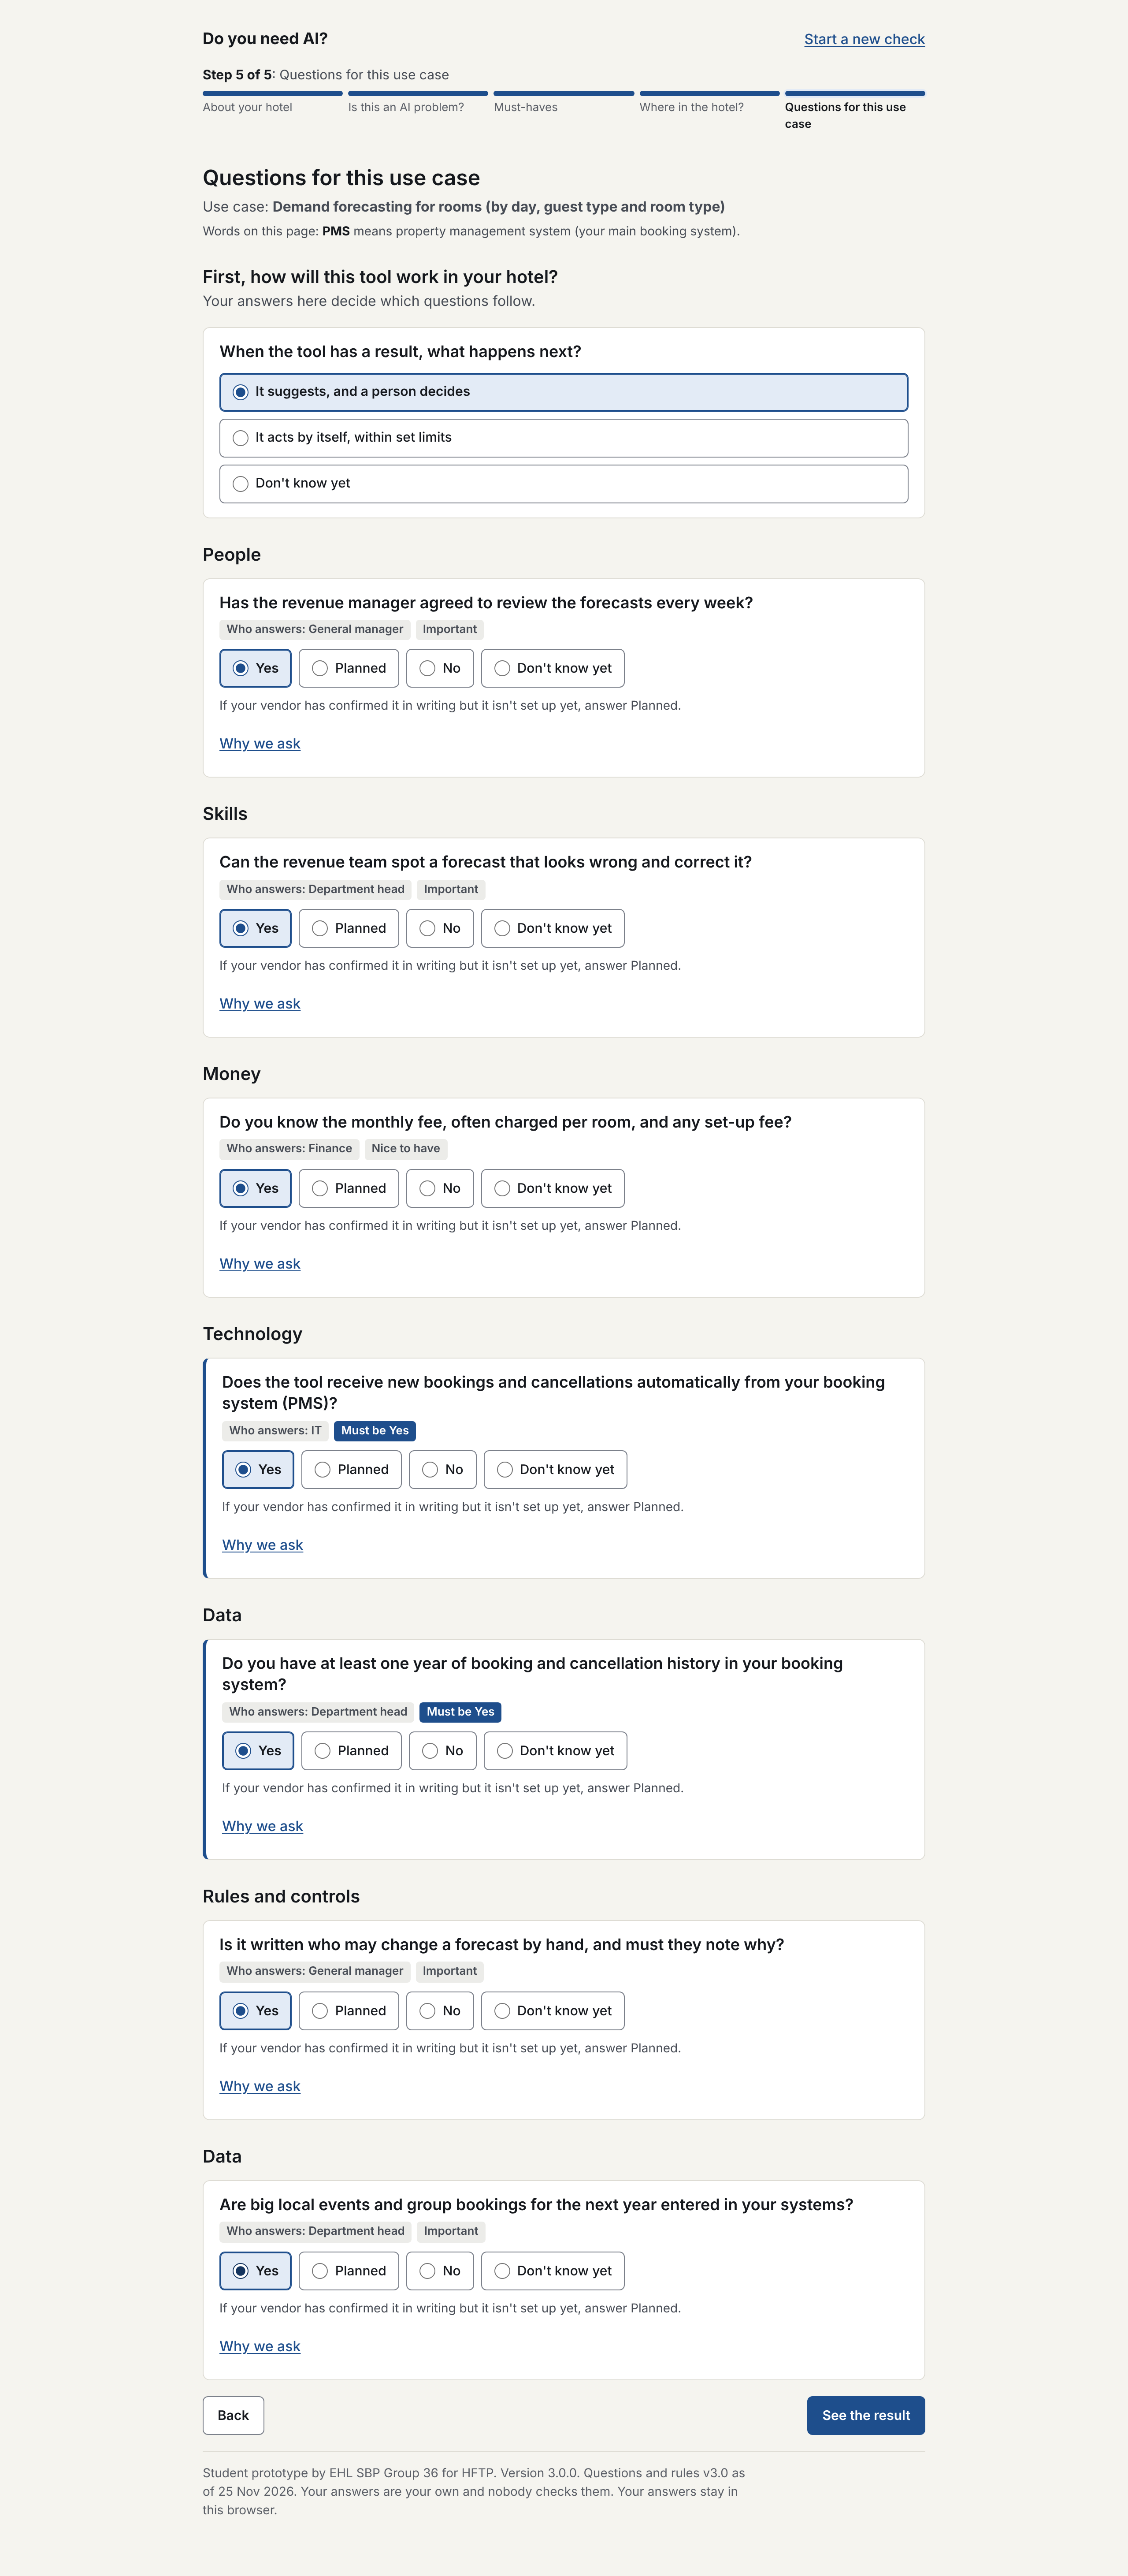 Do you need AI?
Start a new check
Step 5 of 5: Questions for this use case
About your hotel
Is this an AI problem?
Must-haves
Where in the hotel?
Questions for this use
case
Questions for this use case
Use case: Demand forecasting for rooms (by day, guest type and room type)
Words on this page: PMS means property management system (your main booking system).
First, how will this tool work in your hotel?
Your answers here decide which questions follow.
When the tool has a result, what happens next?
It suggests, and a person decides
It acts by itself, within set limits
Don't know yet
People
Has the revenue manager agreed to review the forecasts every week?
Who answers: General manager Important
Yes Planned No Don't know yet
If your vendor has confirmed it in writing but it isn't set up yet, answer Planned.
Why we ask
Skills
Can the revenue team spot a forecast that looks wrong and correct it?
Who answers: Department head Important
Yes Planned No Don't know yet
If your vendor has confirmed it in writing but it isn't set up yet, answer Planned.
Why we ask
Money
Do you know the monthly fee, often charged per room, and any set-up fee?
Who answers: Finance Nice to have
Yes Planned No Don't know yet
If your vendor has confirmed it in writing but it isn't set up yet, answer Planned.
Why we ask
Technology
Does the tool receive new bookings and cancellations automatically from your booking
system (PMS)?
Who answers: IT Must be Yes
Yes Planned No Don't know yet
If your vendor has confirmed it in writing but it isn't set up yet, answer Planned.
Why we ask
Data
Do you have at least one year of booking and cancellation history in your booking
system?
Who answers: Department head Must be Yes
Yes Planned No Don't know yet
If your vendor has confirmed it in writing but it isn't set up yet, answer Planned.
Why we ask
Rules and controls
Is it written who may change a forecast by hand, and must they note why?
Who answers: General manager Important
Yes Planned No Don't know yet
If your vendor has confirmed it in writing but it isn't set up yet, answer Planned.
Why we ask
Data
Are big local events and group bookings for the next year entered in your systems?
Who answers: Department head Important
Yes Planned No Don't know yet
If your vendor has confirmed it in writing but it isn't set up yet, answer Planned.
Why we ask
Back
See the result
Student prototype by EHL SBP Group 36 for HFTP. Version 3.0.0. Questions and rules v3.0 as
of 25 Nov 2026. Your answers are your own and nobody checks them. Your answers stay in
this browser.